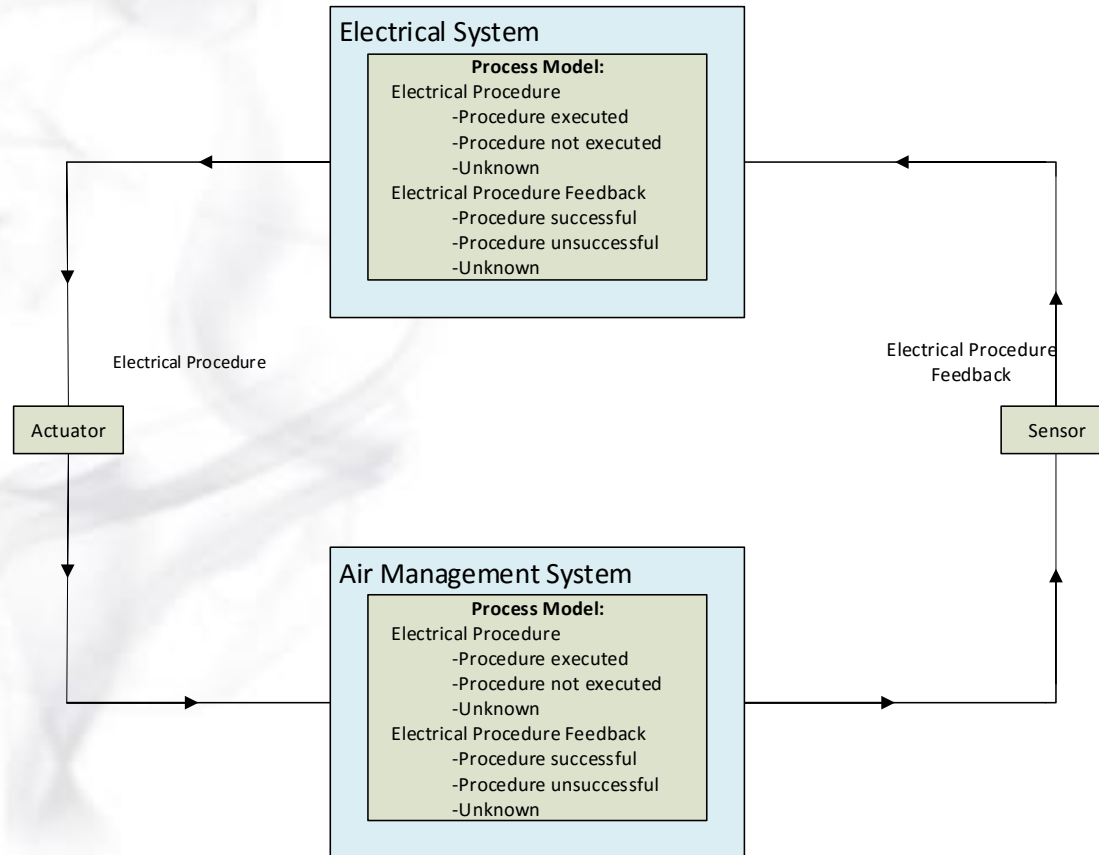 Electrical System
Process Model:
Electrical Procedure
-Procedure executed
-Procedure not executed
-Unknown
Electrical Procedure Feedback
-Procedure successful
-Procedure unsuccessful
-Unknown
Electrical Procedure
Electrical Procedure
Feedback
Actuator
Sensor
Air Management System
Process Model:
Electrical Procedure
-Procedure executed
-Procedure not executed
-Unknown
Electrical Procedure Feedback
-Procedure successful
-Procedure unsuccessful
-Unknown